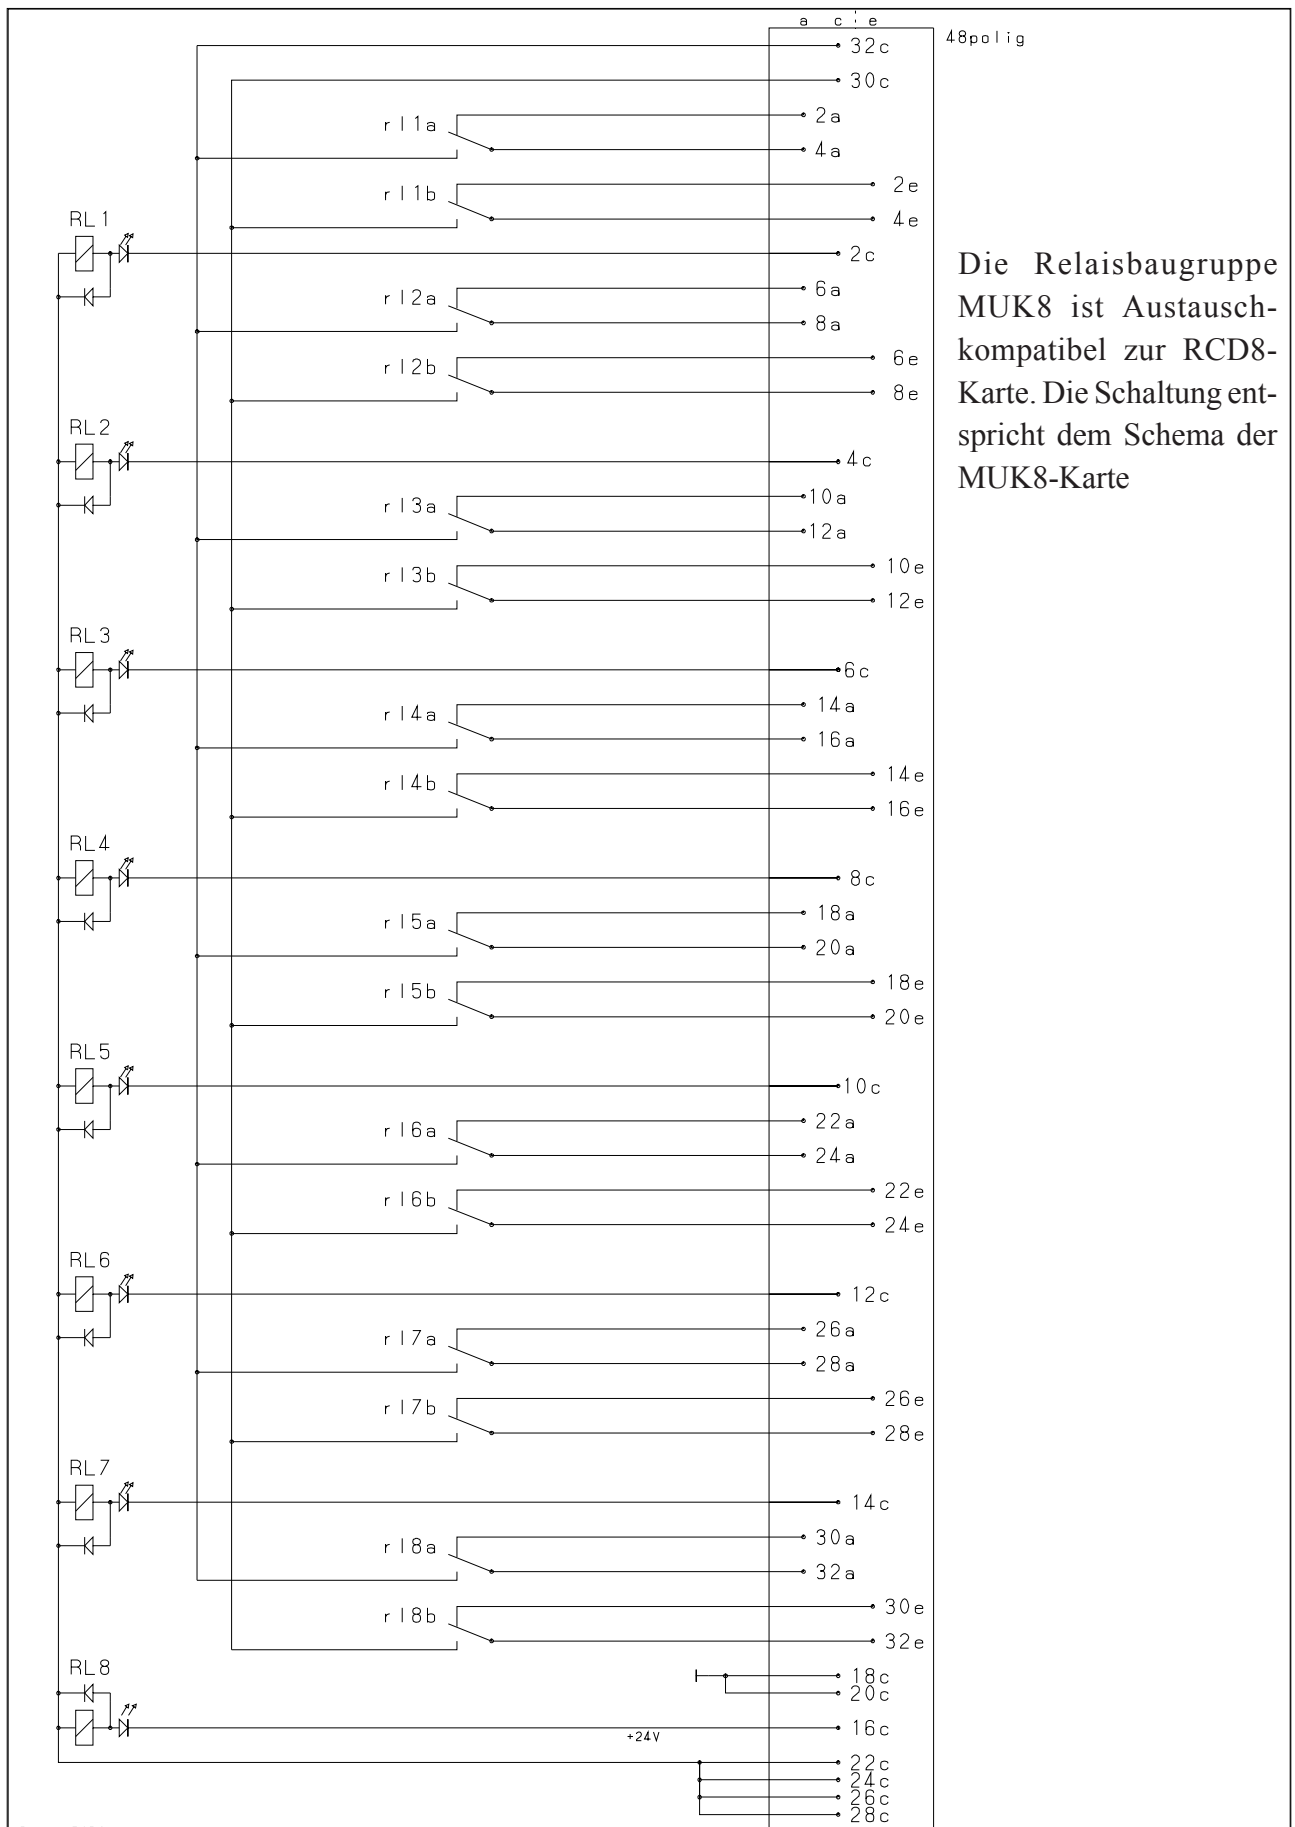 a c e
48polig
32c
30c
rl1a
2a
4a
rl1b
2e
4e
RL1
2c
rl2a
6a
8a
rl2b
6e
8e
RL2
4c
rl3a
10a
12a
rl3b
10e
12e
RL3
6c
rl4a
14a
16a
rl4b
14e
16e
RL4
8c
rl5a
18a
20a
rl5b
18e
20e
RL5
10c
rl6a
22a
24a
rl6b
22e
24e
RL6
12c
rl7a
26a
28a
rl7b
26e
28e
RL7
14c
rl8a
30a
32a
rl8b
30e
32e
RL8
18c
20c
16c
+24V
22c
24c
26c
28c
Die Relaisbaugruppe
MUK8 ist Austausch-
kompatibel zur RCD8-
Karte. Die Schaltung ent-
spricht dem Schema der
MUK8-Karte